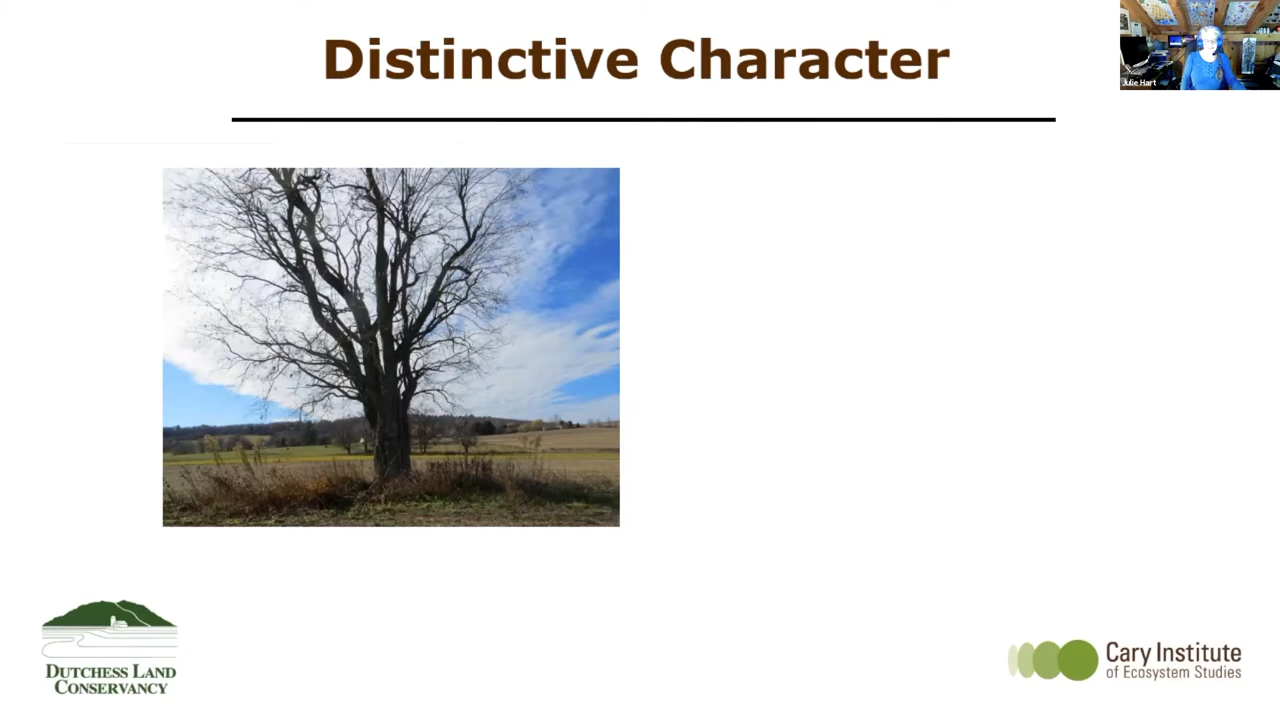 Distinctive Character
Julie Hart
DUTCHESS LAND
CONSERVANCY
Cary Institute
of Ecosystem Studies